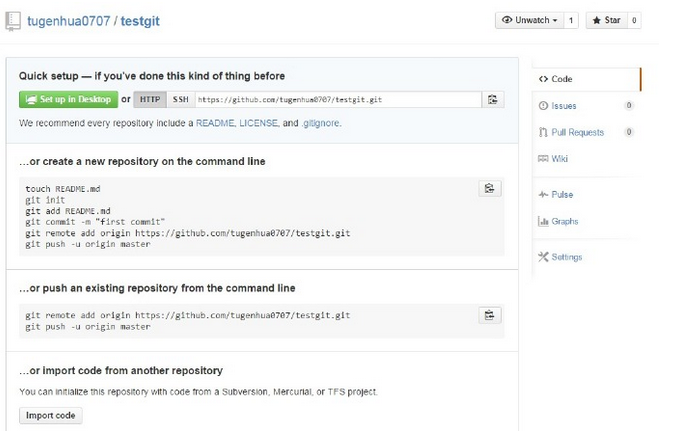 tugenhua0707 / testgit
Unwatch 1 Star 0
Quick setup — if you've done this kind of thing before
Set up in Desktop or HTTP SSH https://github.com/tugenhua0707/testgit.git
We recommend every repository include a README, LICENSE, and .gitignore.
…or create a new repository on the command line
touch README.md
git init
git add README.md
git commit -m "first commit"
git remote add origin https://github.com/tugenhua0707/testgit.git
git push -u origin master
…or push an existing repository from the command line
git remote add origin https://github.com/tugenhua0707/testgit.git
git push -u origin master
…or import code from another repository
You can initialize this repository with code from a Subversion, Mercurial, or TFS project.
Import code
<> Code
Issues 0
Pull Requests 0
Wiki
Pulse
Graphs
Settings